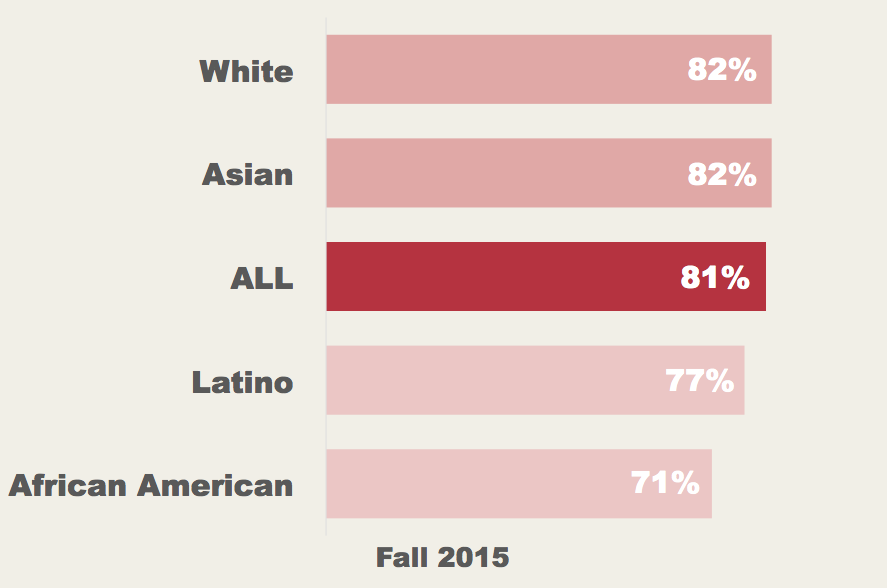 White 82%
Asian 82%
ALL 81%
Latino 77%
African American 71%
Fall 2015